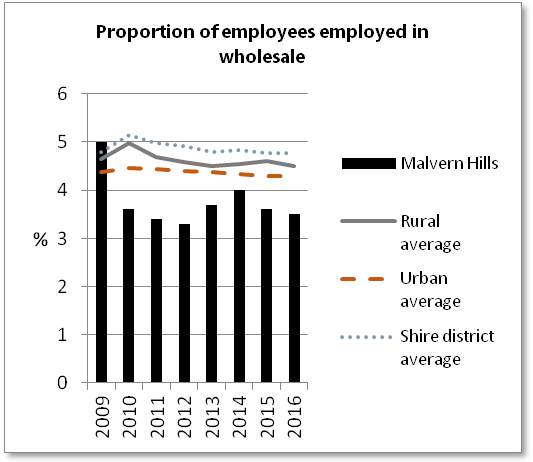 Proportion of employees employed in
wholesale
6
5
4
3
2
1
0
%
2009
2010
2011
2012
2013
2014
2015
2016
Malvern Hills
Rural
average
Urban
average
Shire district
average